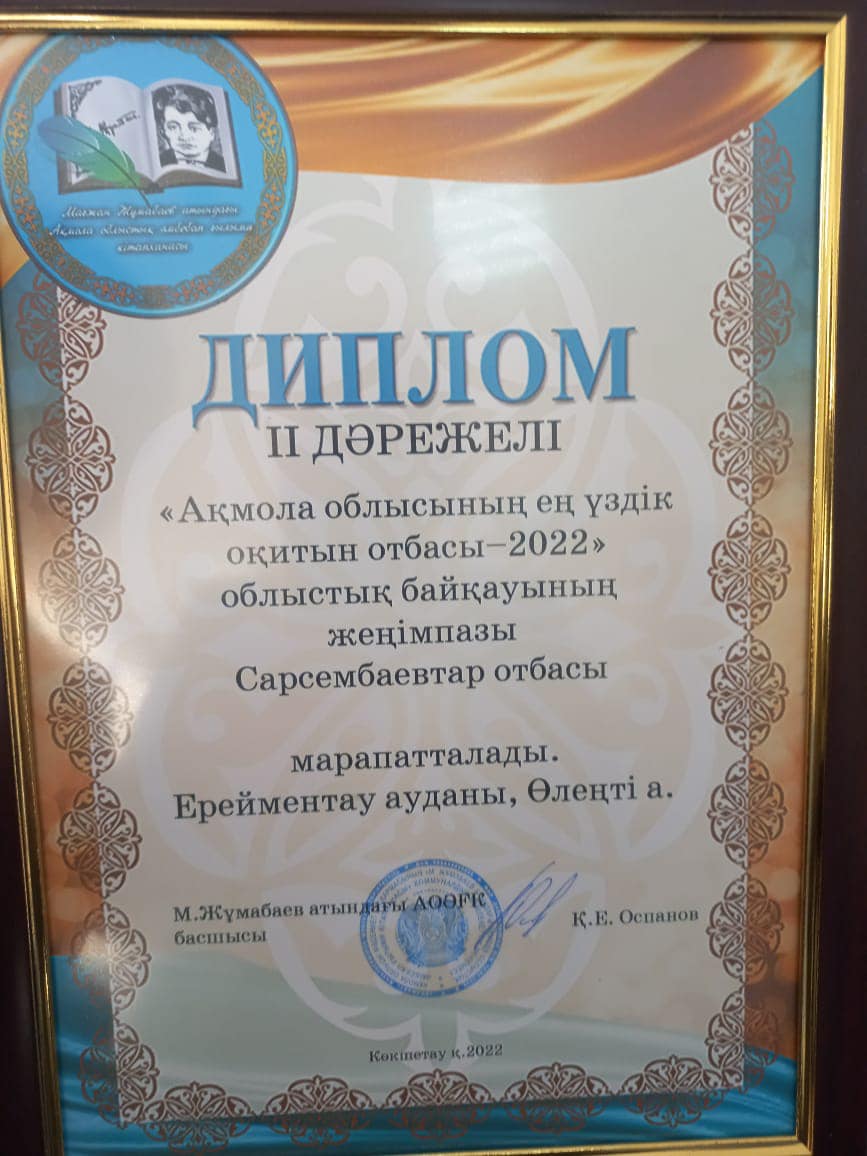 Мағжан Жұмабаев атындағы
Ақмола облыстық әмбебап ғылыми
кітапханасы
ДИПЛОМ
II ДӘРЕЖЕЛІ
«Ақмола облысының ең үздік
оқитын отбасы–2022»
облыстық байқауының
жеңімпазы
Сарсембаевтар отбасы
марапатталады.
Ерейментау ауданы, Өлеңті а.
М.Жұмабаев атындағы АОӘҒК
басшысы
Қ.Е. Оспанов
Көкшетау қ.2022